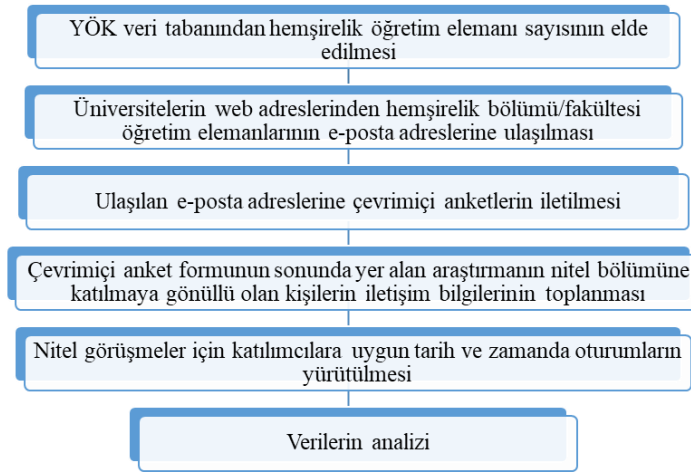 YÖK veri tabanından hemşirelik öğretim elemanı sayısının elde
edilmesi
Üniversitelerin web adreslerinden hemşirelik bölümü/fakültesi
öğretim elemanlarının e-posta adreslerine ulaşılması
Ulaşılan e-posta adreslerine çevrimiçi anketlerin iletilmesi
Çevrimiçi anket formunun sonunda yer alan araştırmanın nitel bölümüne
katılmaya gönüllü olan kişilerin iletişim bilgilerinin toplanması
Nitel görüşmeler için katılımcılara uygun tarih ve zamanda oturumların
yürütülmesi
Verilerin analizi